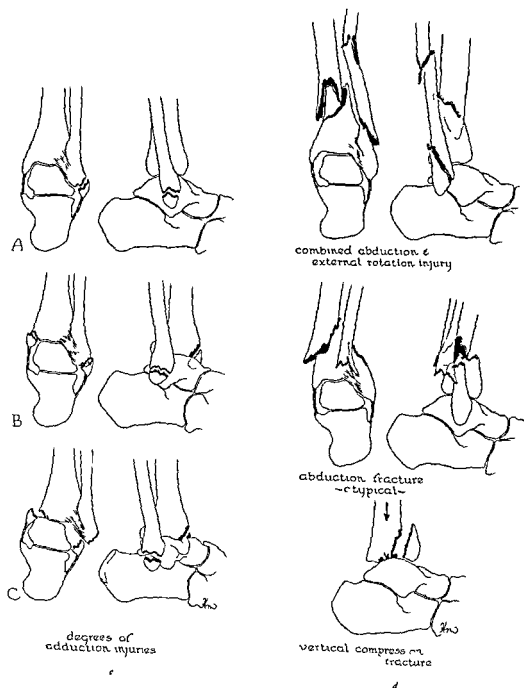 A
B
C
degrees of
adduction injuries
c
combined abduction &
external rotation injury
abduction fracture
-atypical-
vertical compression
fracture
d